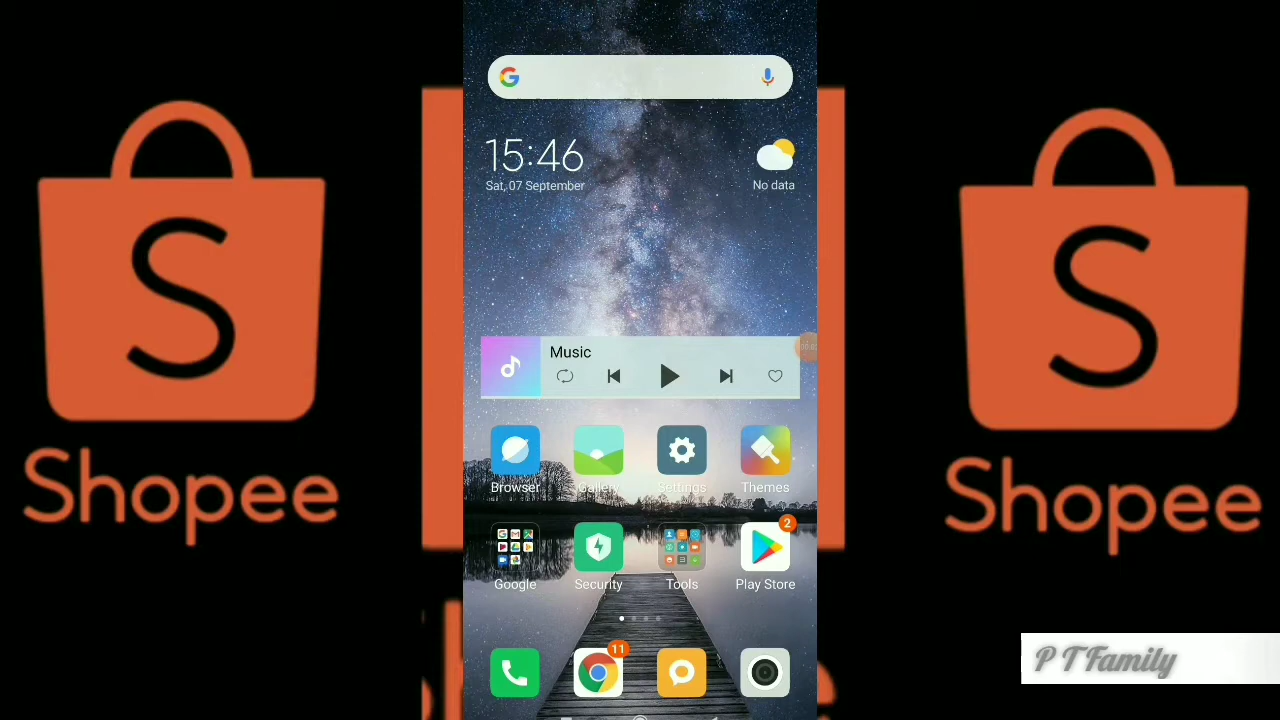 15:46
Sat, 07 September
No data
Music
Browser
Gallery
Settings
Themes
2
Google
Security
Tools
Play Store
11
S
Shopee
S
Shopee
P T Family